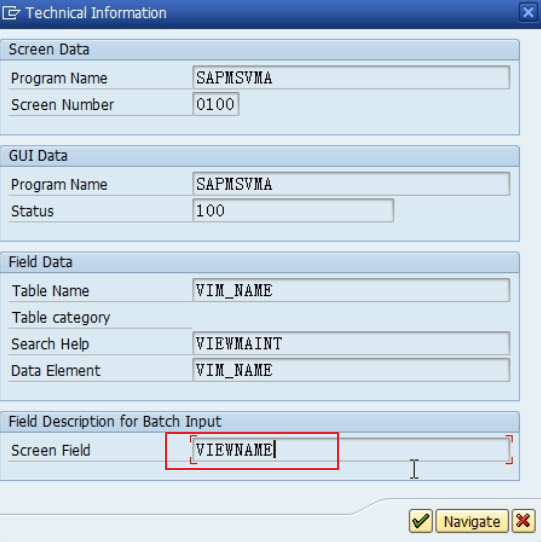 Technical Information
Screen Data
Program Name SAPMSVMA
Screen Number 0100
GUI Data
Program Name SAPMSVMA
Status 100
Field Data
Table Name VIM_NAME
Table category
Search Help VIEWMAINT
Data Element VIM_NAME
Field Description for Batch Input
Screen Field VIEWNAME
Navigate